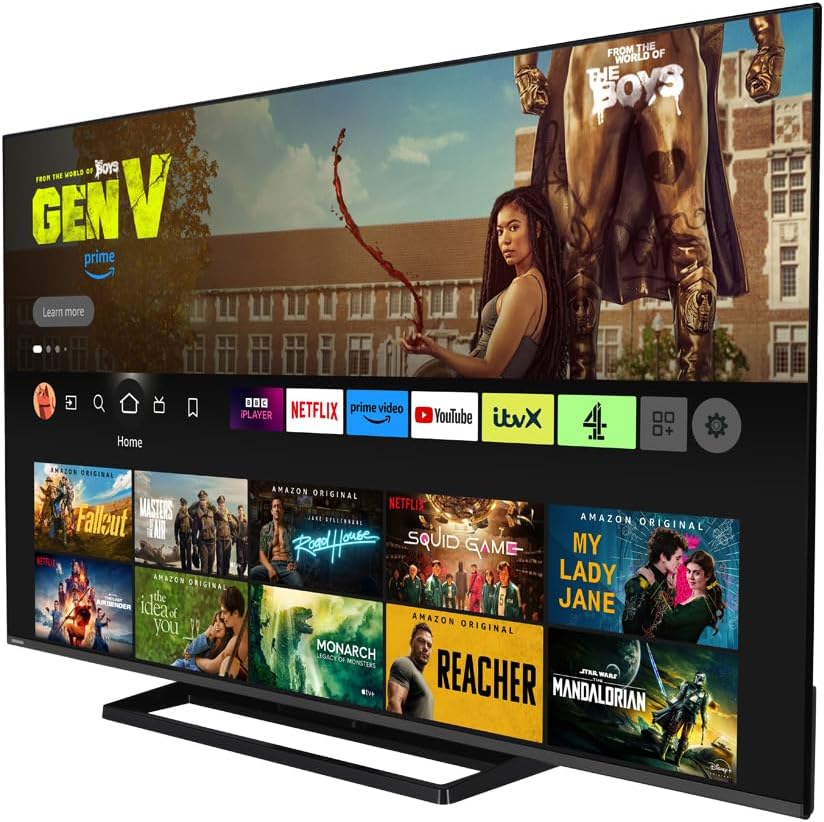 FROM THE WORLD OF
THE
BOYS
FROM THE WORLD OF THE BOYS
GEN V
prime
Learn more
Home
BBC
iPLAYER
NETFLIX
prime video
YouTube
itvX
4
AMAZON ORIGINAL
Fallout
MASTERS
OF THE AIR
AMAZON ORIGINAL
JAKE GYLLENHAAL
Road House
NETFLIX
SQUID GAME
AMAZON ORIGINAL
MY
LADY
JANE
NETFLIX
THE LAST
AIRBENDER
AMAZON ORIGINAL
the
idea of
you
MONARCH
LEGACY OF MONSTERS
tv+
AMAZON ORIGINAL
REACHER
STAR WARS
THE
MANDALORIAN
Disney+